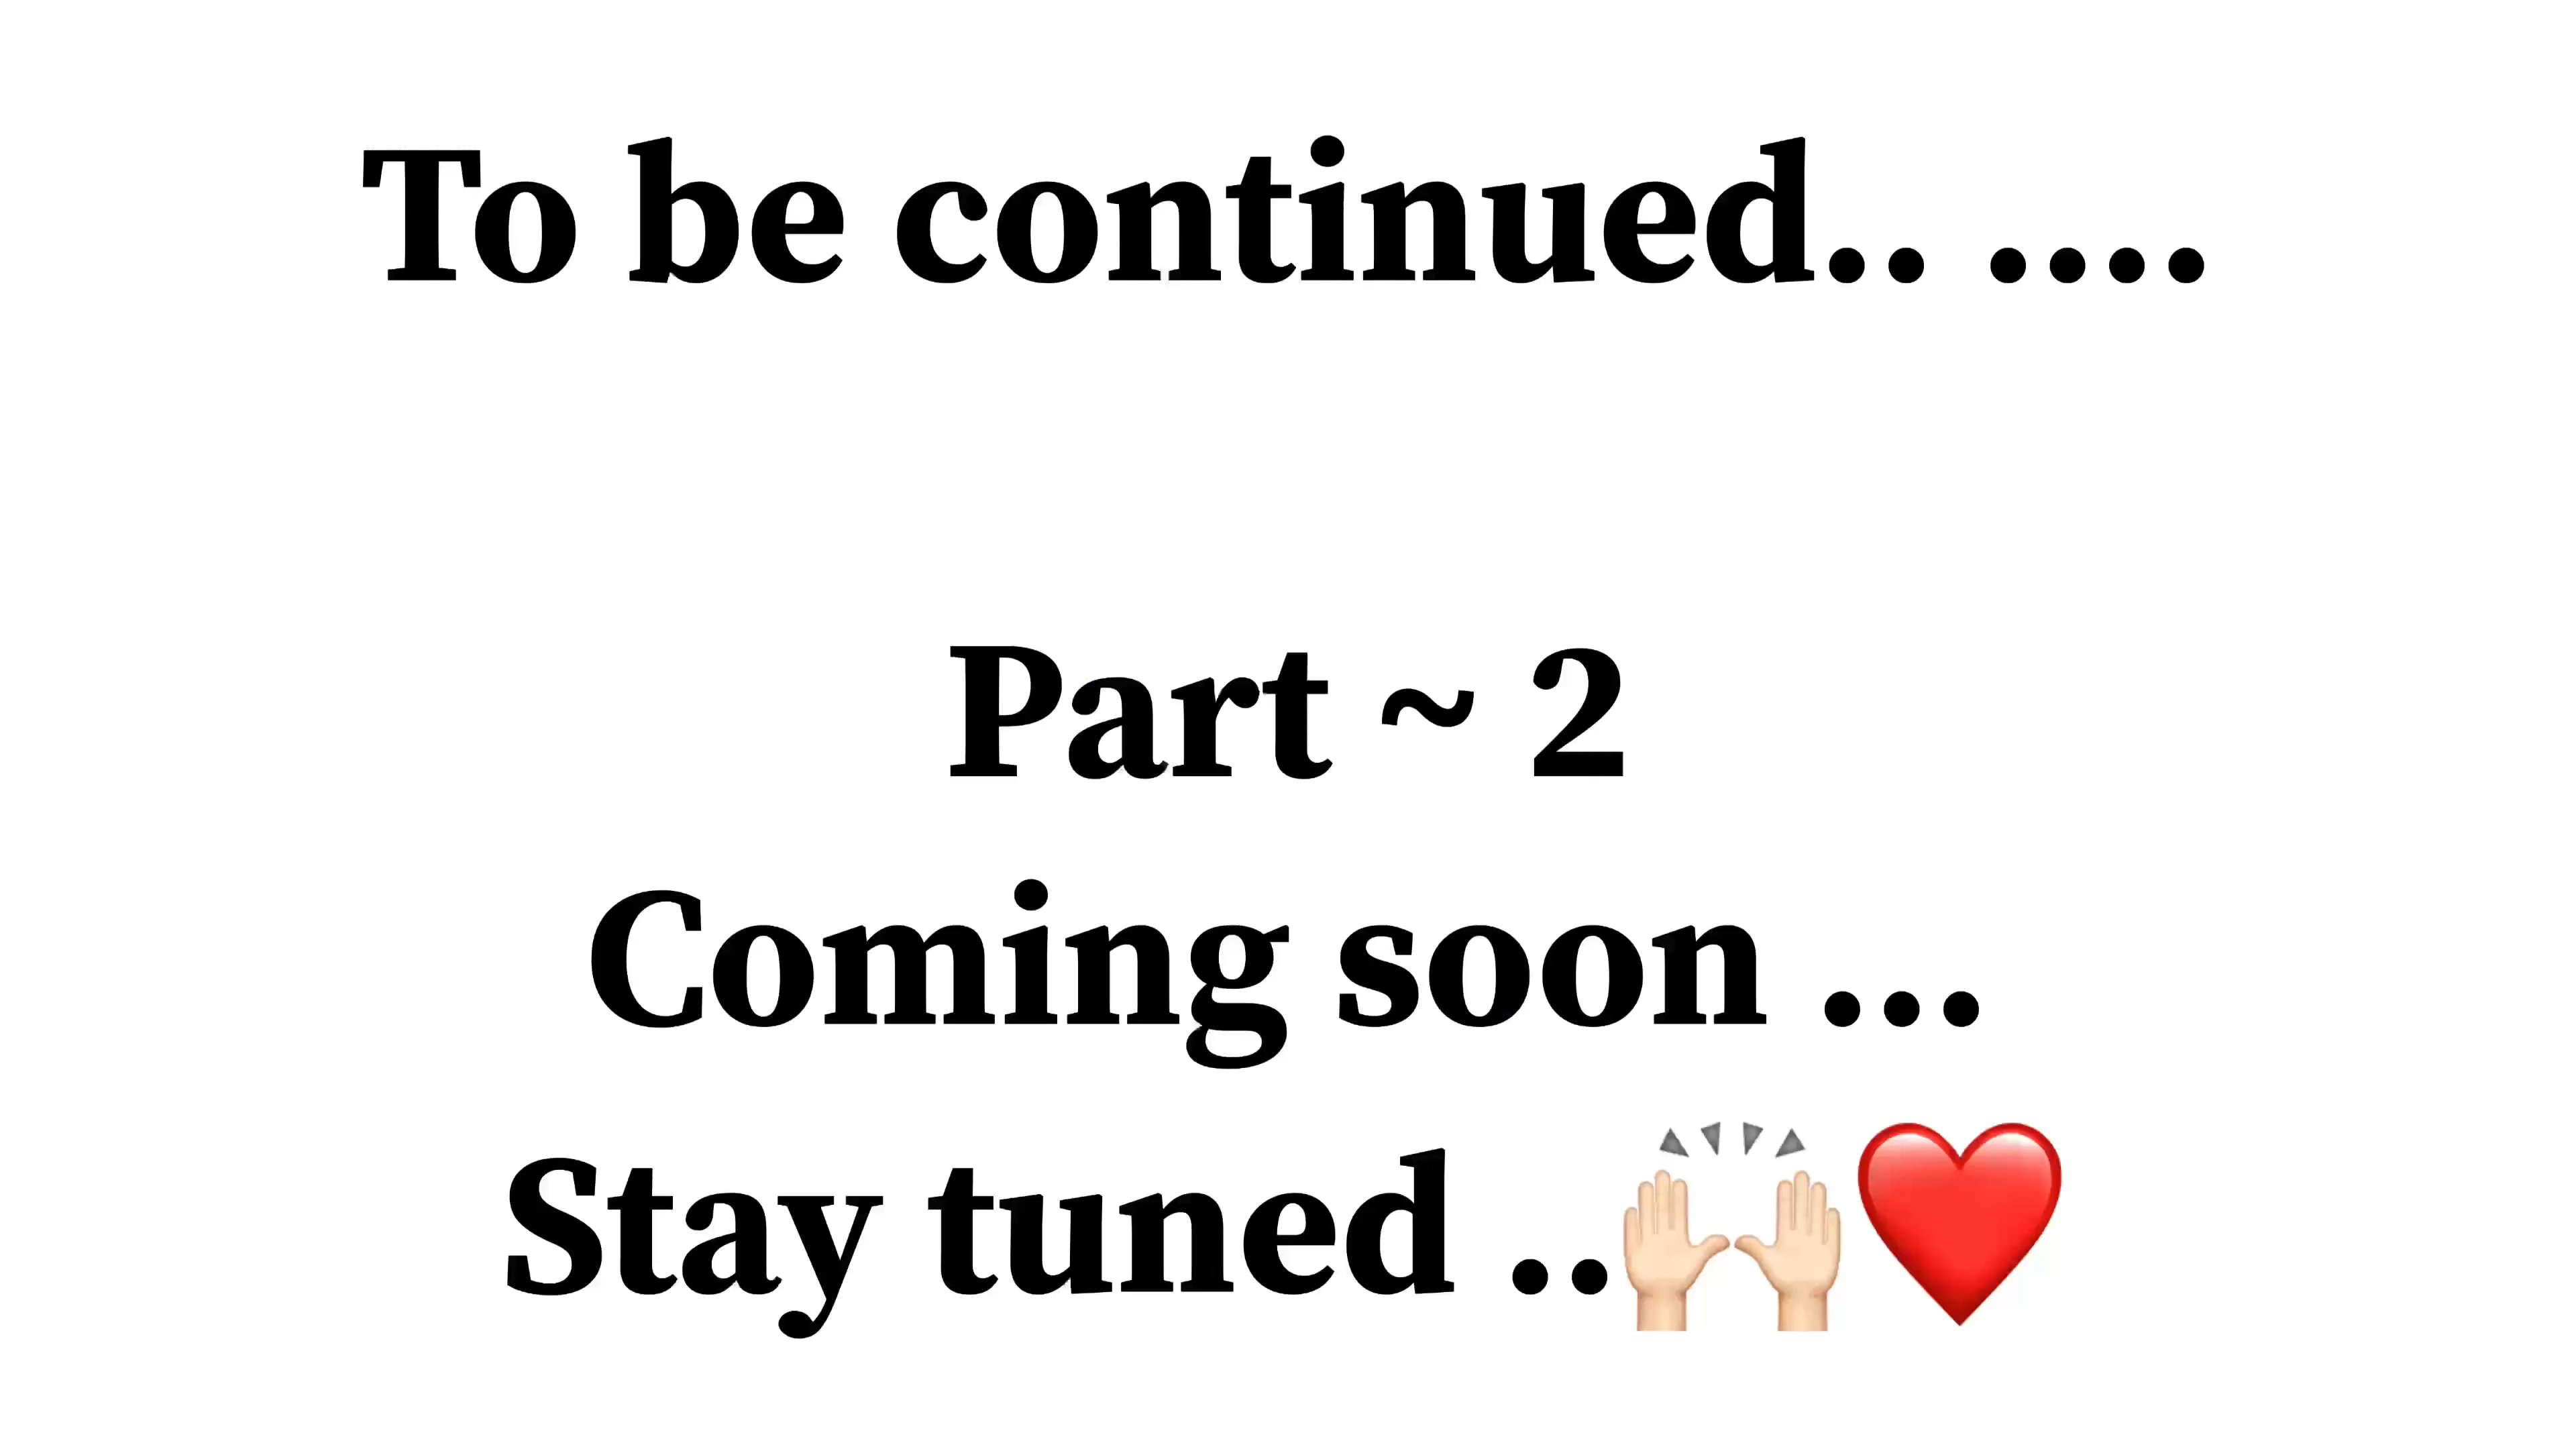 To be continued.. ....
Part ~ 2
Coming soon ...
Stay tuned ..🙌🏻❤️